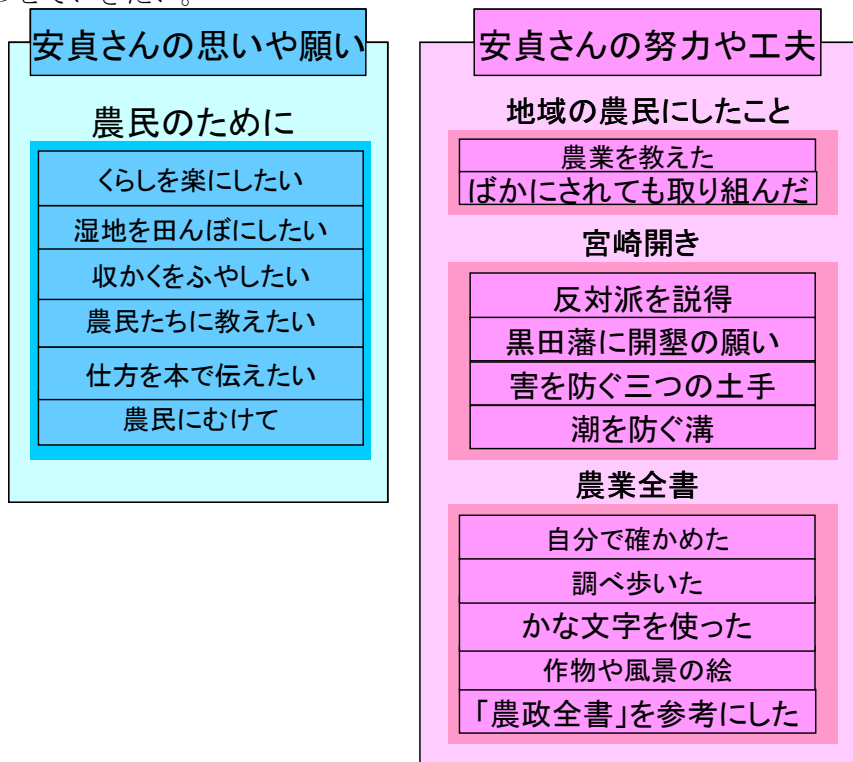 安貞さんの思いや願い
農民のために
くらしを楽にしたい
湿地を田んぼにしたい
収かくをふやしたい
農民たちに教えたい
仕方を本で伝えたい
農民にむけて
安貞さんの努力や工夫
地域の農民にしたこと
農業を教えた
ばかにされても取り組んだ
宮崎開き
反対派を説得
黒田藩に開墾の願い
害を防ぐ三つの土手
潮を防ぐ溝
農業全書
自分で確かめた
調べ歩いた
かな文字を使った
作物や風景の絵
「農政全書」を参考にした